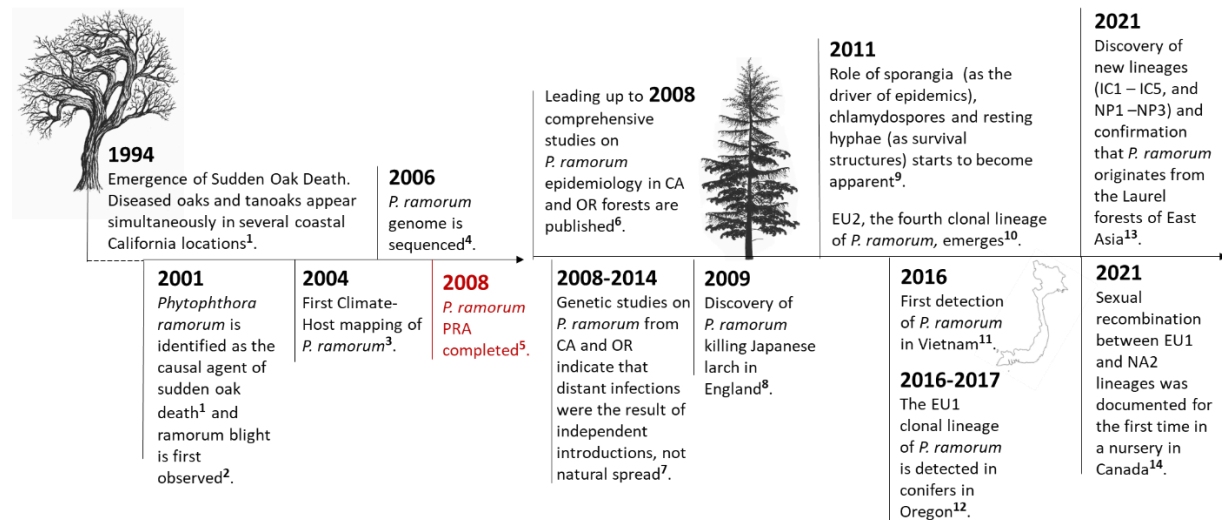 1994
Emergence of Sudden Oak Death.
Diseased oaks and tanoaks appear
simultaneously in several coastal
California locations1.
2001
Phytophthora
ramorum is
identified as the
causal agent of
sudden oak
death1 and
ramorum blight
is first
observed2.
2004
First Climate-
Host mapping of
P. ramorum3.
2006
P. ramorum
genome is
sequenced4.
2008
P. ramorum
PRA
completed5.
Leading up to 2008
comprehensive
studies on
P. ramorum
epidemiology in CA
and OR forests are
published6.
2008-2014
Genetic studies on
P. ramorum from
CA and OR
indicate that
distant infections
were the result of
independent
introductions, not
natural spread7.
2009
Discovery of
P. ramorum
killing Japanese
larch in
England8.
2011
Role of sporangia (as the
driver of epidemics),
chlamydospores and resting
hyphae (as survival
structures) starts to become
apparent9.
EU2, the fourth clonal lineage
of P. ramorum, emerges10.
2016
First detection
of P. ramorum
in Vietnam11.
2016-2017
The EU1
clonal lineage
of P. ramorum
is detected in
conifers in
Oregon12.
2021
Discovery of
new lineages
(IC1 – IC5, and
NP1 –NP3) and
confirmation
that P. ramorum
originates from
the Laurel
forests of East
Asia13.
2021
Sexual
recombination
between EU1
and NA2
lineages was
documented for
the first time in
a nursery in
Canada14.